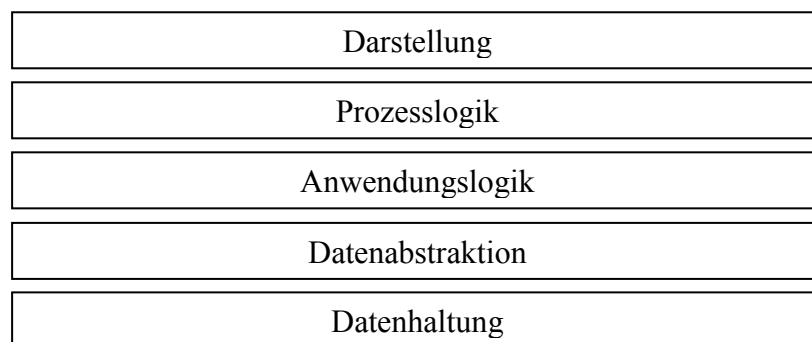 Darstellung
Prozesslogik
Anwendungslogik
Datenabstraktion
Datenhaltung